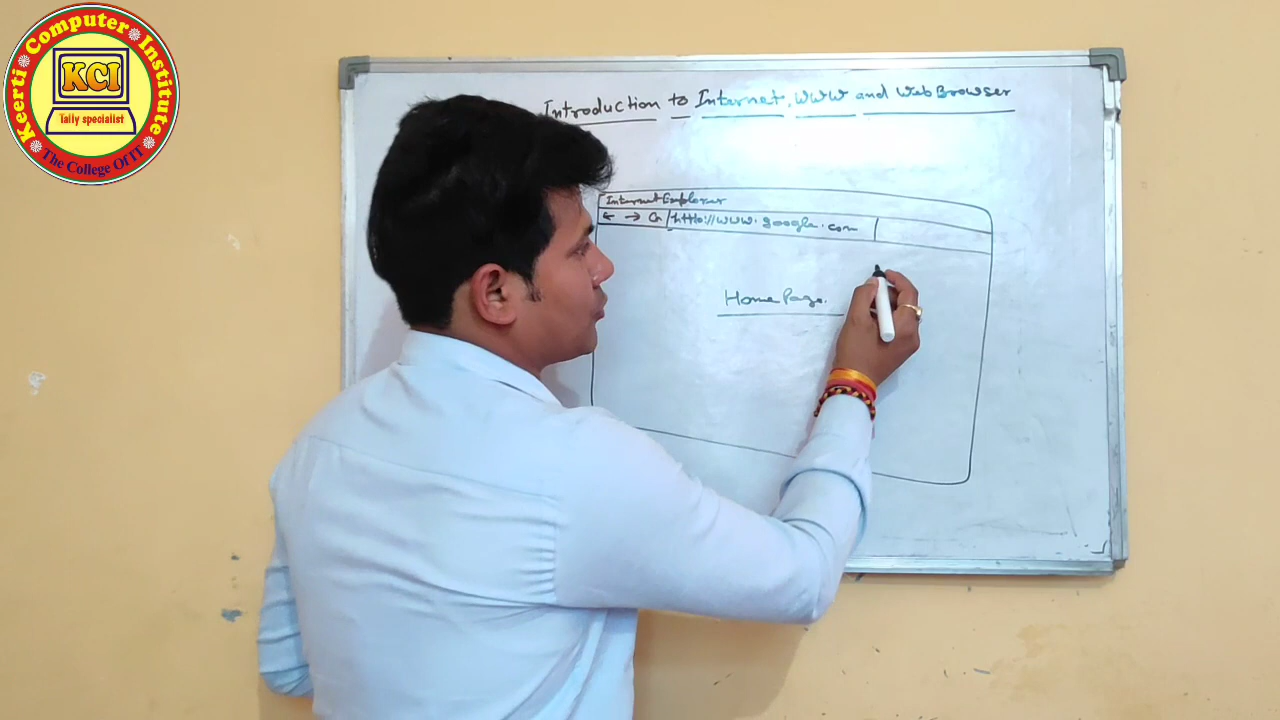 Keerti Computer Institute
KCI
Tally specialist
The College Of IT
Introduction to Internet, WWW and Web Browser
Internet Explorer
← → http://www.google.com
Home Page.